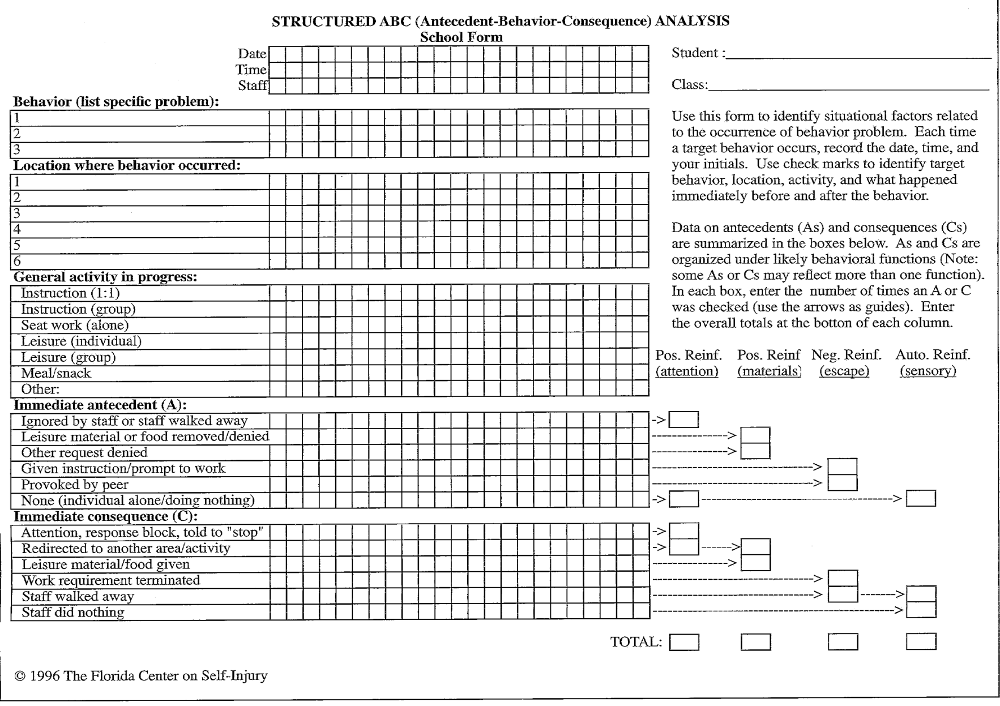 STRUCTURED ABC (Antecedent-Behavior-Consequence) ANALYSIS
School Form
Date
Time
Staff
Student :
Class:
Behavior (list specific problem):
1
2
3
Location where behavior occurred:
1
2
3
4
5
6
General activity in progress:
Instruction (1:1)
Instruction (group)
Seat work (alone)
Leisure (individual)
Leisure (group)
Meal/snack
Other:
Immediate antecedent (A):
Ignored by staff or staff walked away
Leisure material or food removed/denied
Other request denied
Given instruction/prompt to work
Provoked by peer
None (individual alone/doing nothing)
Immediate consequence (C):
Attention, response block, told to "stop"
Redirected to another area/activity
Leisure material/food given
Work requirement terminated
Staff walked away
Staff did nothing
Use this form to identify situational factors related
to the occurrence of behavior problem. Each time
a target behavior occurs, record the date, time, and
your initials. Use check marks to identify target
behavior, location, activity, and what happened
immediately before and after the behavior.
Data on antecedents (As) and consequences (Cs)
are summarized in the boxes below. As and Cs are
organized under likely behavioral functions (Note:
some As or Cs may reflect more than one function).
In each box, enter the number of times an A or C
was checked (use the arrows as guides). Enter
the overall totals at the botton of each column.
Pos. Reinf. Pos. Reinf Neg. Reinf. Auto. Reinf.
(attention) (materials) (escape) (sensory)
TOTAL:
© 1996 The Florida Center on Self-Injury